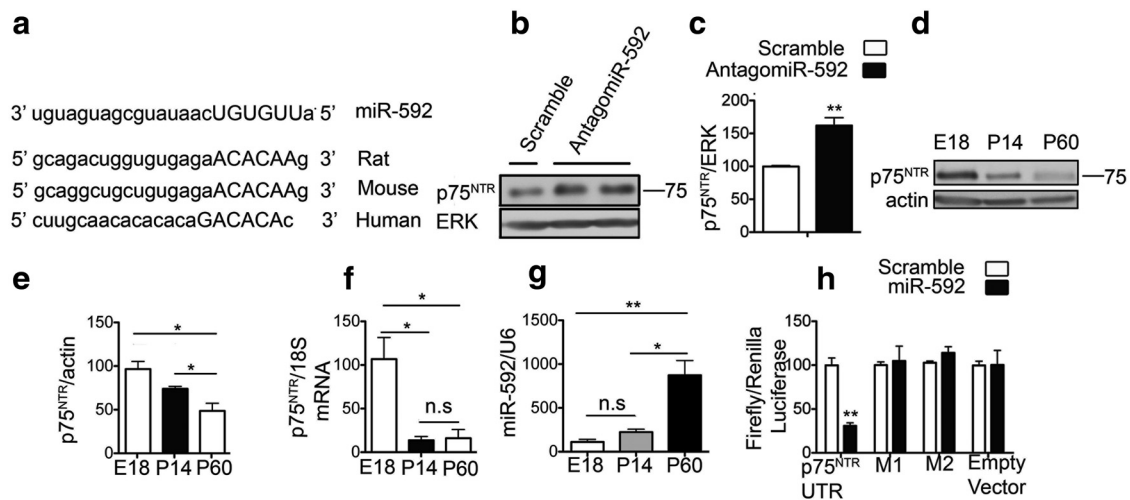 a
3’ uguaguagcguauaacUGUGUUa 5’ miR-592
5’ gcagacuggugugagaACACAAg 3’ Rat
5’ gcaggcugcugugagaACACAAg 3’ Mouse
5’ cuugcaacacacacaGACACAc 3’ Human
b
Scramble
AntagomiR-592
p75NTR
75
ERK
c
Scramble
AntagomiR-592
p75NTR/ERK
200
150
100
50
0
**
d
E18 P14 P60
p75NTR
75
actin
e
p75NTR/actin
150
100
50
0
*
*
E18 P14 P60
f
p75NTR/18S
mRNA
150
100
50
0
*
*
n.s
E18 P14 P60
g
miR-592/U6
1500
1000
500
0
**
*
n.s
E18 P14 P60
h
Scramble
miR-592
Firefly/Renilla
Luciferase
150
100
50
0
**
p75NTR
UTR
M1
M2
Empty
Vector